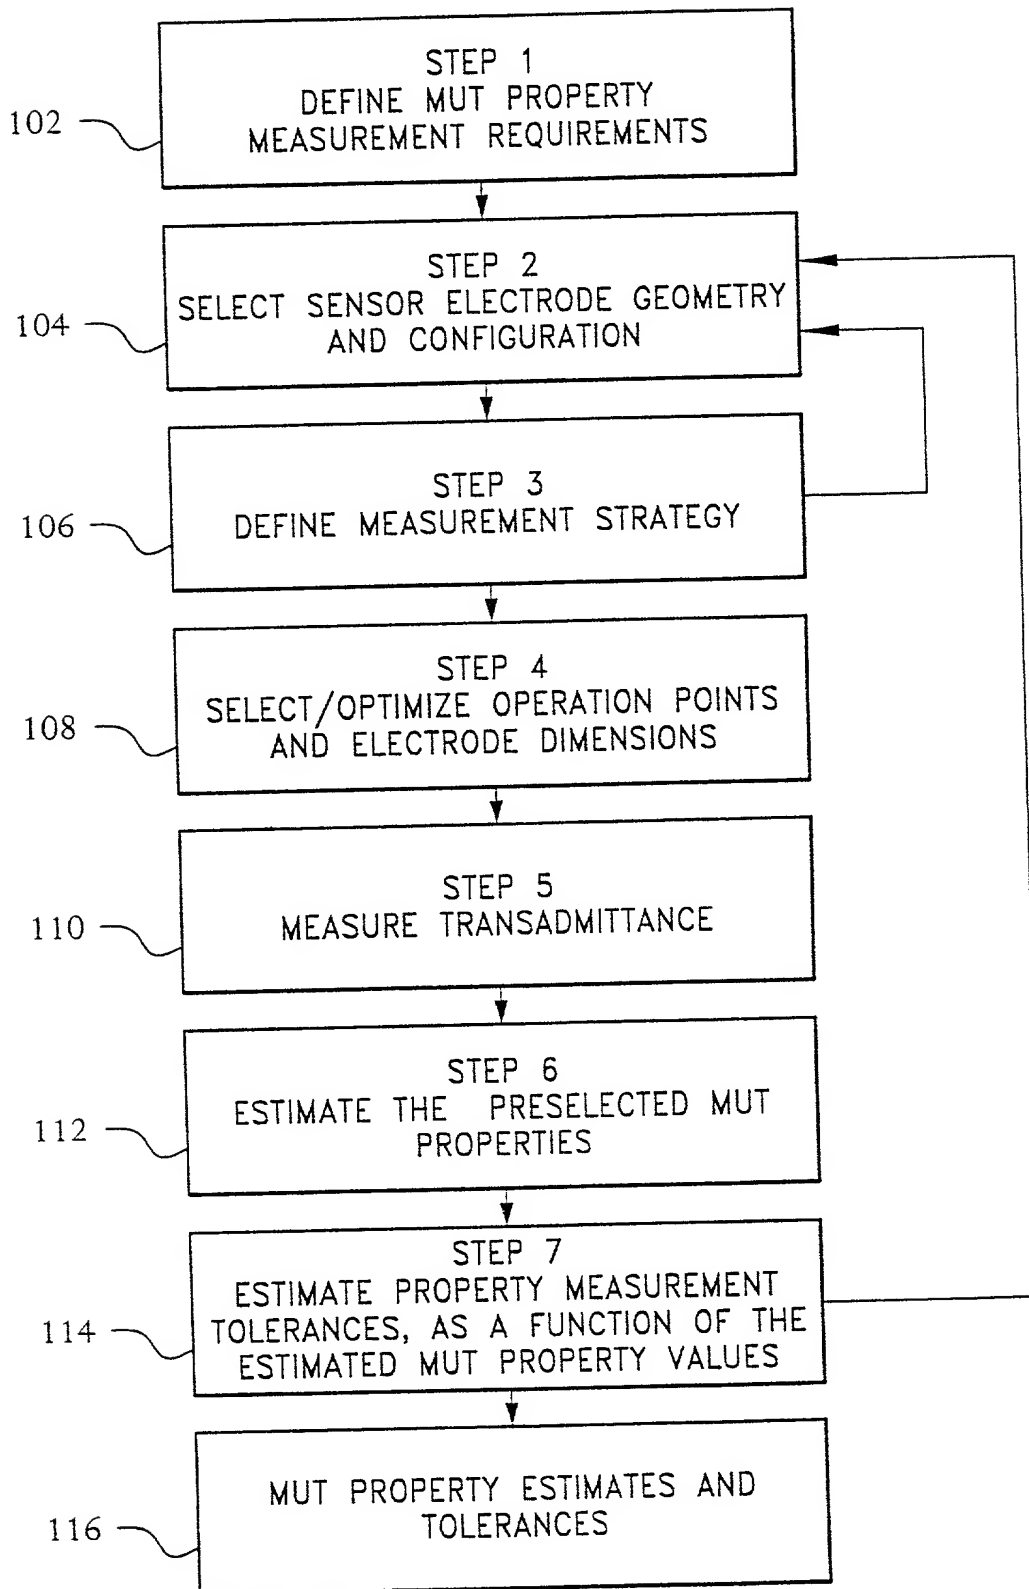 STEP 1
DEFINE MUT PROPERTY
MEASUREMENT REQUIREMENTS
102
STEP 2
SELECT SENSOR ELECTRODE GEOMETRY
AND CONFIGURATION
104
STEP 3
DEFINE MEASUREMENT STRATEGY
106
STEP 4
SELECT/OPTIMIZE OPERATION POINTS
AND ELECTRODE DIMENSIONS
108
STEP 5
MEASURE TRANSADMITTANCE
110
STEP 6
ESTIMATE THE PRESELECTED MUT
PROPERTIES
112
STEP 7
ESTIMATE PROPERTY MEASUREMENT
TOLERANCES, AS A FUNCTION OF THE
ESTIMATED MUT PROPERTY VALUES
114
MUT PROPERTY ESTIMATES AND
TOLERANCES
116